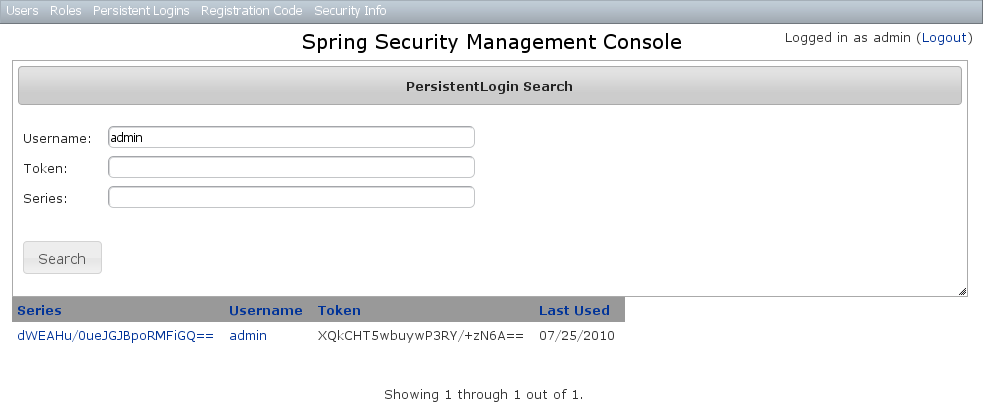 Users Roles Persistent Logins Registration Code Security Info
Spring Security Management Console
Logged in as admin (Logout)
PersistentLogin Search
Username: admin
Token:
Series:
Search
Series Username Token Last Used
dWEAHu/0ueJGJBpoRMFiGQ== admin XQkCHT5wbuywP3RY/+zN6A== 07/25/2010
Showing 1 through 1 out of 1.